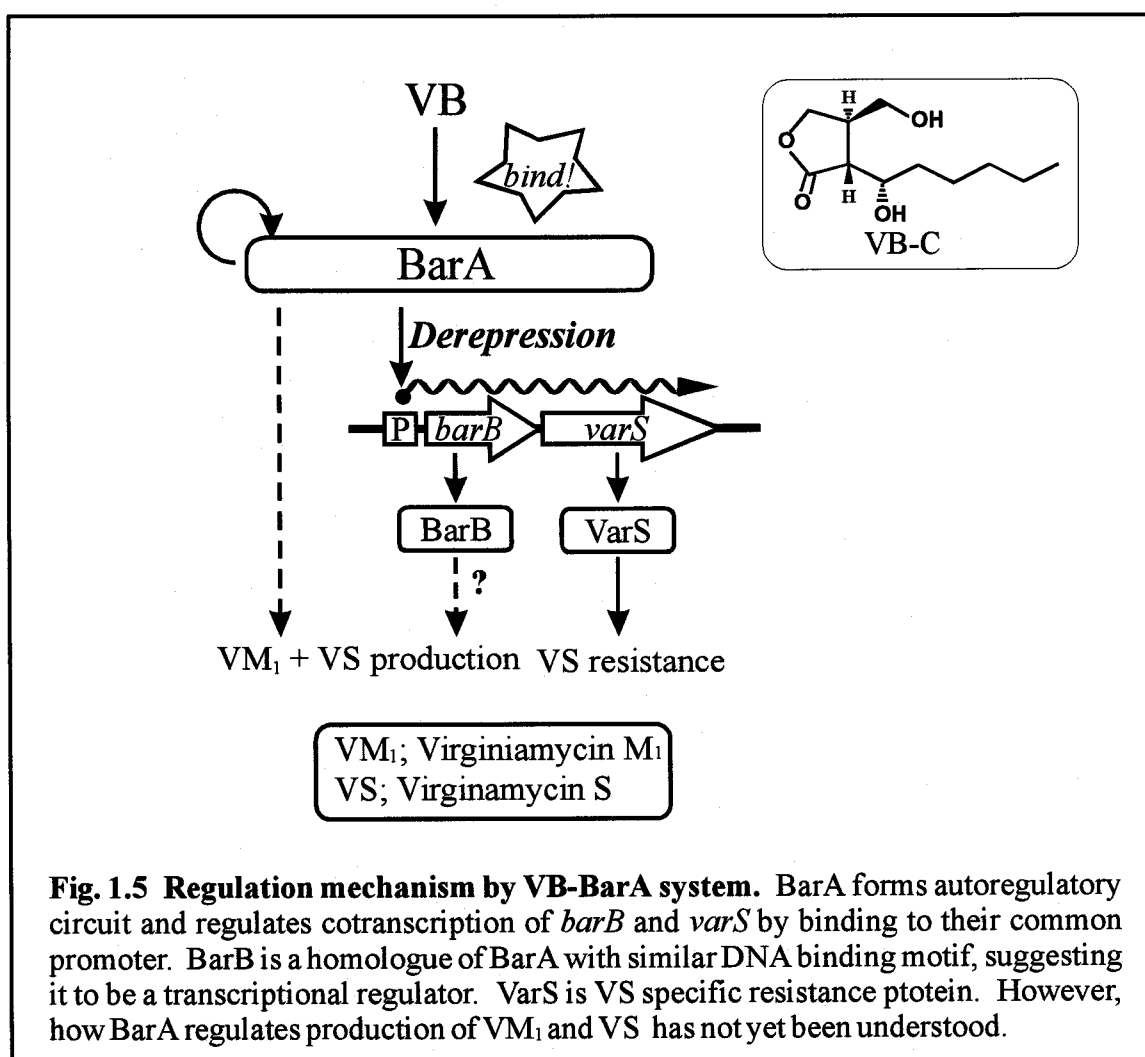 VB
bind!
H
OH
O
O
H
OH
VB-C
BarA
Derepression
P barB varS
BarB VarS
?
VM₁ + VS production VS resistance
VM₁; Virginiamycin M₁
VS; Virginamycin S
Fig. 1.5 Regulation mechanism by VB-BarA system. BarA forms autoregulatory
circuit and regulates cotranscription of barB and varS by binding to their common
promoter. BarB is a homologue of BarA with similar DNA binding motif, suggesting
it to be a transcriptional regulator. VarS is VS specific resistance ptotein. However,
how BarA regulates production of VM₁ and VS has not yet been understood.